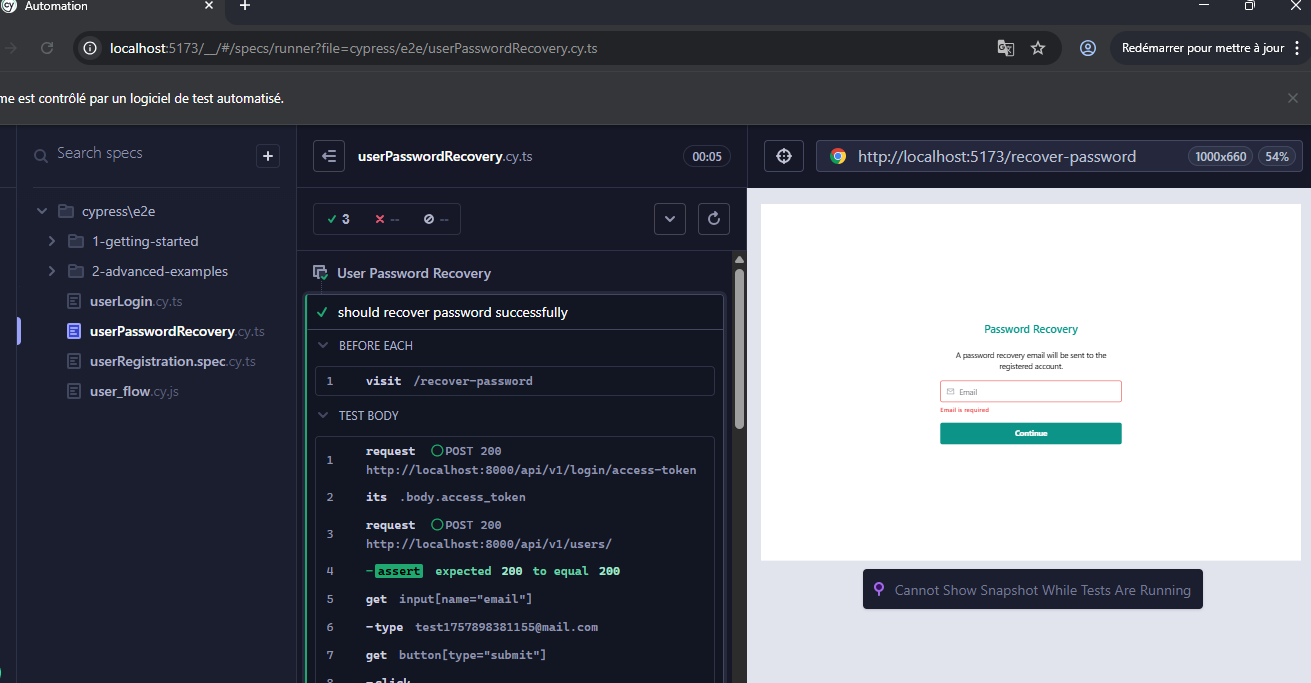 Automation
localhost:5173/__/#/specs/runner?file=cypress/e2e/userPasswordRecovery.cy.ts
Redémarrer pour mettre à jour
me est contrôlé par un logiciel de test automatisé.
Search specs
cypress\e2e
1-getting-started
2-advanced-examples
userLogin.cy.ts
userPasswordRecovery.cy.ts
userRegistration.spec.cy.ts
user_flow.cy.js
userPasswordRecovery.cy.ts
00:05
3 -- --
User Password Recovery
should recover password successfully
BEFORE EACH
1 visit /recover-password
TEST BODY
1 request POST 200
http://localhost:8000/api/v1/login/access-token
2 its .body.access_token
3 request POST 200
http://localhost:8000/api/v1/users/
4 -assert expected 200 to equal 200
5 get input[name="email"]
6 -type test1757898381155@mail.com
7 get button[type="submit"]
8 -click
http://localhost:5173/recover-password
1000x660
54%
Password Recovery
A password recovery email will be sent to the
registered account.
Email
Email is required
Continue
Cannot Show Snapshot While Tests Are Running